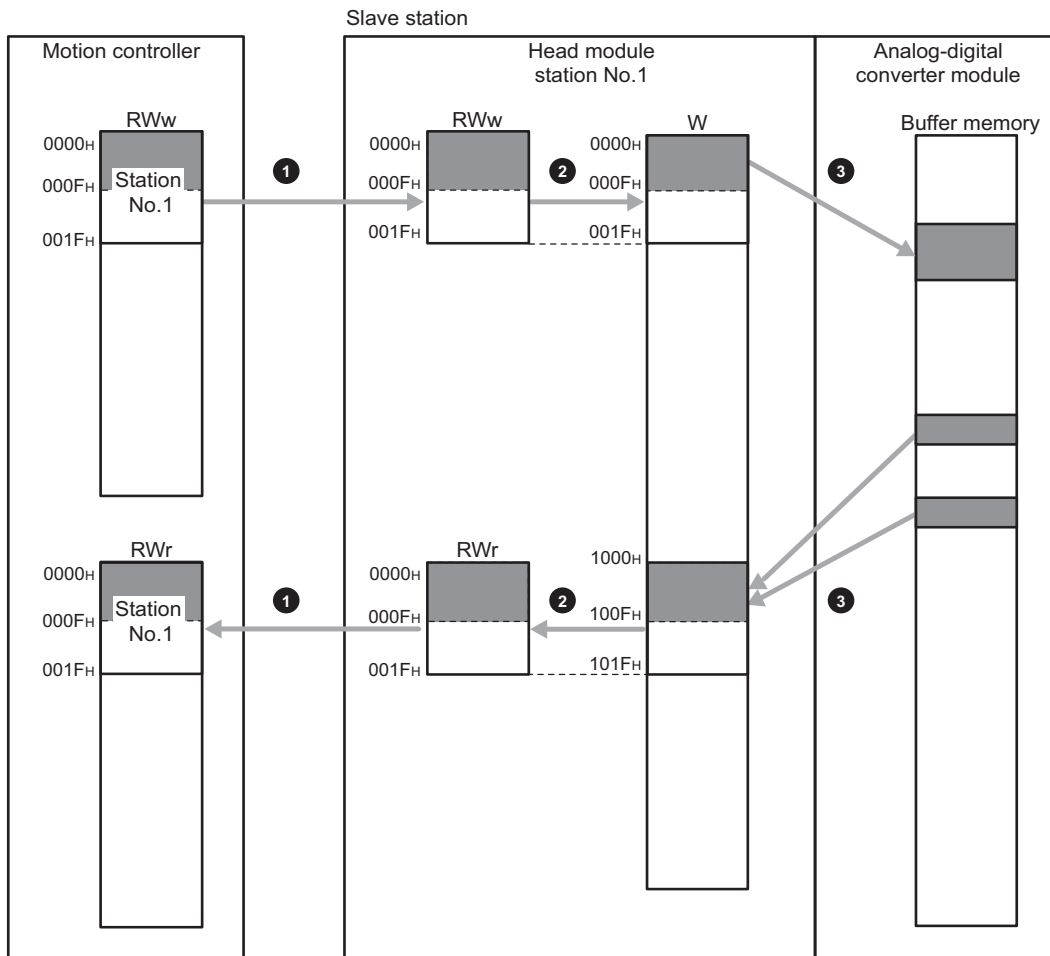 Slave station
Motion controller
Head module
station No.1
Analog-digital
converter module
RWw
0000H
000FH
001FH
Station
No.1
1
RWw
0000H
000FH
001FH
2
W
0000H
000FH
001FH
3
Buffer memory
RWr
0000H
000FH
001FH
Station
No.1
1
RWr
0000H
000FH
001FH
2
1000H
100FH
101FH
3